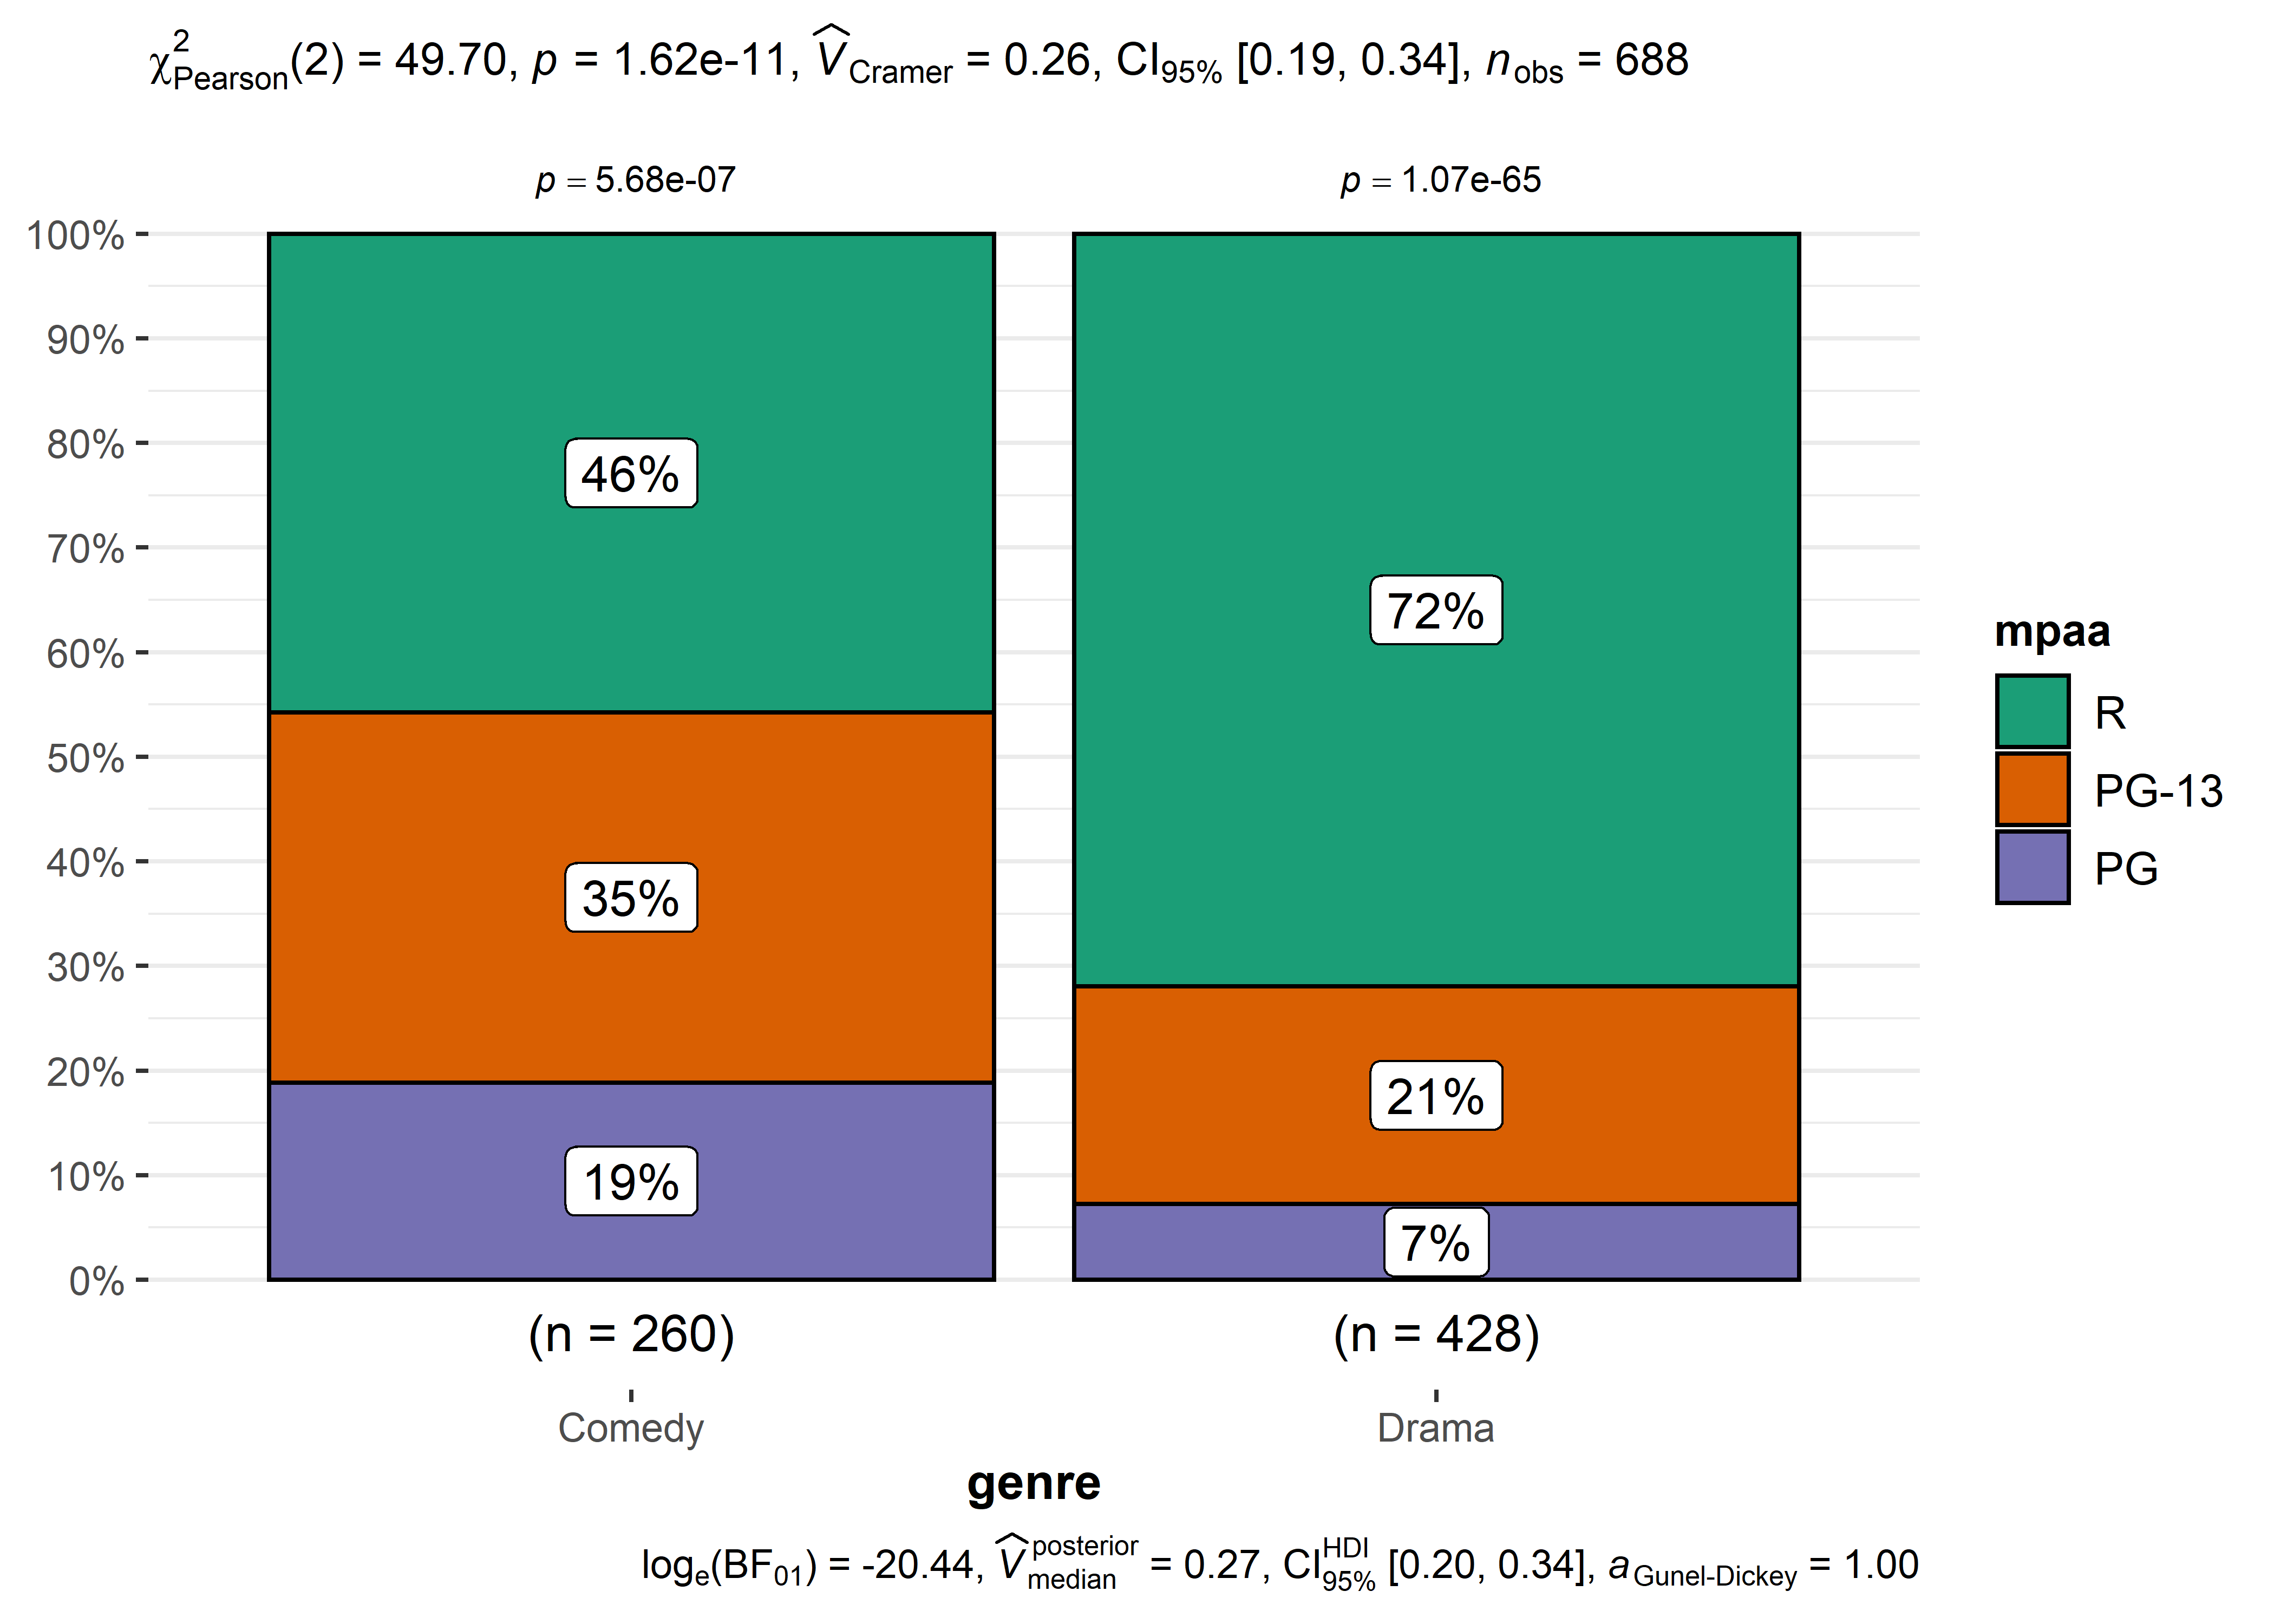 χ²Pearson(2) = 49.70, p = 1.62e-11, V̂Cramer = 0.26, CI95% [0.19, 0.34], nobs = 688
p = 5.68e-07
p = 1.07e-65
100%
90%
80%
70%
60%
50%
40%
30%
20%
10%
0%
46%
35%
19%
72%
21%
7%
(n = 260)
(n = 428)
Comedy
Drama
genre
mpaa
R
PG-13
PG
loge(BF01) = -20.44, V̂posterior median = 0.27, CI HDI 95% [0.20, 0.34], aGunel-Dickey = 1.00